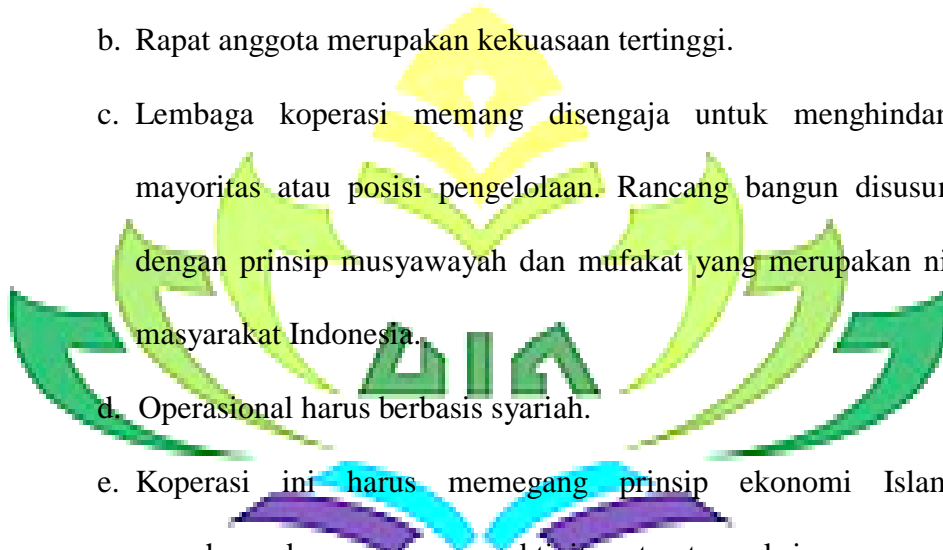 b. Rapat anggota merupakan kekuasaan tertinggi.
c. Lembaga koperasi memang disengaja untuk menghindar
mayoritas atau posisi pengelolaan. Rancang bangun disusu
dengan prinsip musyawayah dan mufakat yang merupakan ni
masyarakat Indonesia.
d. Operasional harus berbasis syariah.
e. Koperasi ini harus memegang prinsip ekonomi Islam